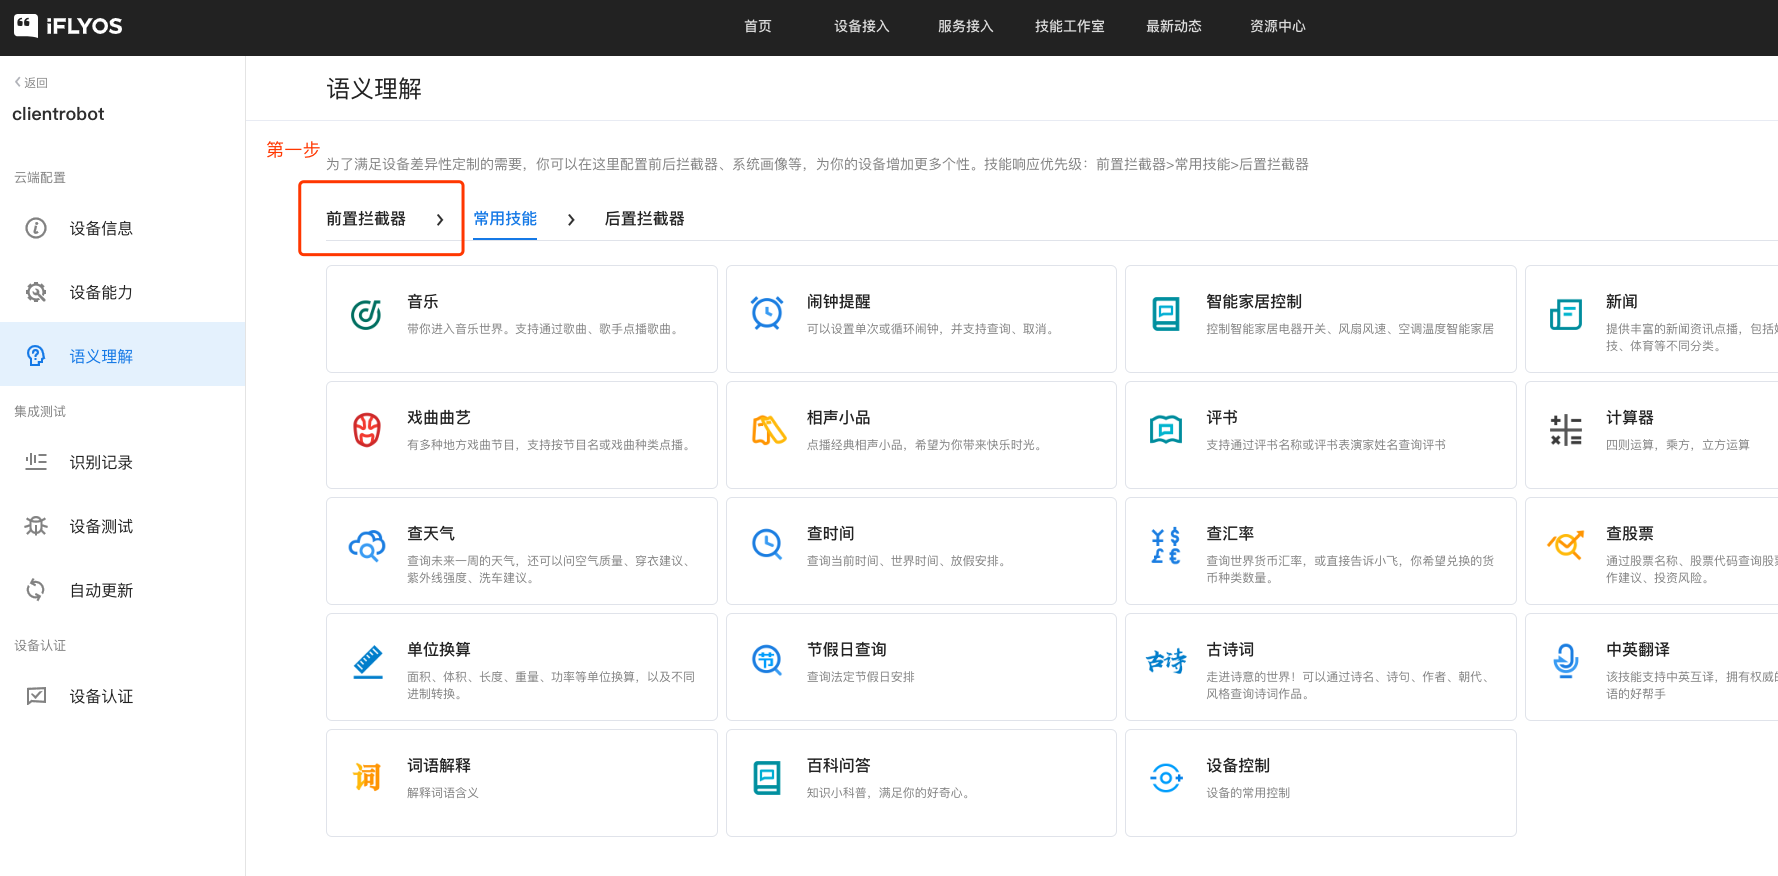 iFLYOS
首页 设备接入 服务接入 技能工作室 最新动态 资源中心
返回
clientrobot
云端配置
设备信息
设备能力
语义理解
集成测试
识别记录
设备测试
自动更新
设备认证
设备认证
语义理解
第一步
为了满足设备差异性定制的需要，你可以在这里配置前后拦截器、系统画像等，为你的设备增加更多个性。技能响应优先级：前置拦截器>常用技能>后置拦截器
前置拦截器 > 常用技能 > 后置拦截器
音乐
带你进入音乐世界。支持通过歌曲、歌手点播歌曲。
闹钟提醒
可以设置单次或循环闹钟，并支持查询、取消。
智能家居控制
控制智能家居电器开关、风扇风速、空调温度智能家居
新闻
提供丰富的新闻资讯点播，包括
技、体育等不同分类。
戏曲曲艺
有多种地方戏曲节目，支持按节目名或戏曲种类点播。
相声小品
点播经典相声小品，希望为你带来快乐时光。
评书
支持通过评书名称或评书表演家姓名查询评书
计算器
四则运算，乘方，立方运算
查天气
查询未来一周的天气，还可以问空气质量、穿衣建议、
紫外线强度、洗车建议。
查时间
查询当前时间、世界时间、放假安排。
¥ $
£ €
查汇率
查询世界货币汇率，或直接告诉小飞，你希望兑换的货
币种类数量。
查股票
通过股票名称、股票代码查询股
作建议、投资风险。
单位换算
面积、体积、长度、重量、功率等单位换算，以及不同
进制转换。
节
节假日查询
查询法定节假日安排
古诗
古诗词
走进诗意的世界！可以通过诗名、诗句、作者、朝代、
风格查询诗词作品。
中英翻译
该技能支持中英互译，拥有权威
语的好帮手
词
词语解释
解释词语含义
百科问答
知识小科普，满足你的好奇心。
设备控制
设备的常用控制